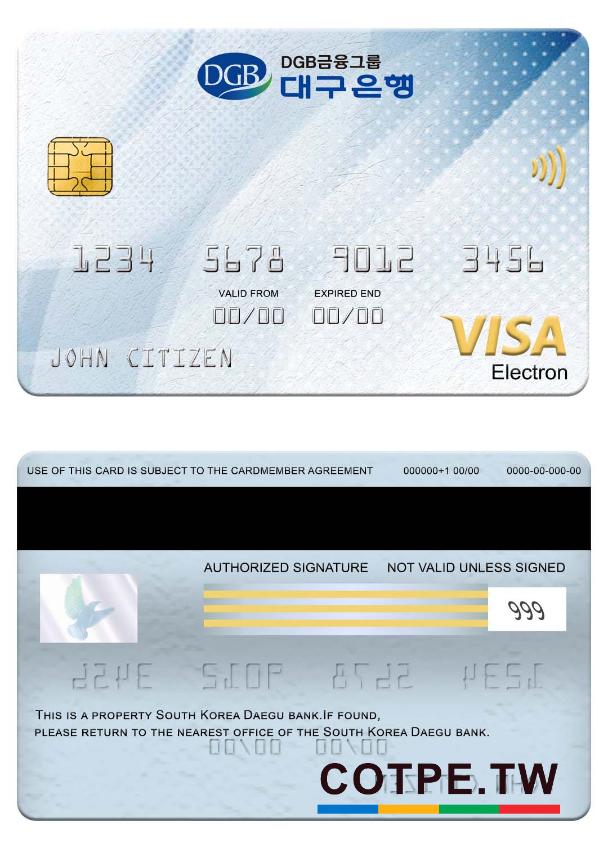 DGB
DGB금융그룹
대구은행
1234 5678 9012 3456
VALID FROM EXPIRED END
00/00 00/00
JOHN CITIZEN
VISA
Electron
USE OF THIS CARD IS SUBJECT TO THE CARDMEMBER AGREEMENT 000000+1 00/00 0000-00-000-00
AUTHORIZED SIGNATURE NOT VALID UNLESS SIGNED
999
THIS IS A PROPERTY SOUTH KOREA DAEGU BANK.IF FOUND,
PLEASE RETURN TO THE NEAREST OFFICE OF THE SOUTH KOREA DAEGU BANK.
00/00 00/00
COTPE.TW